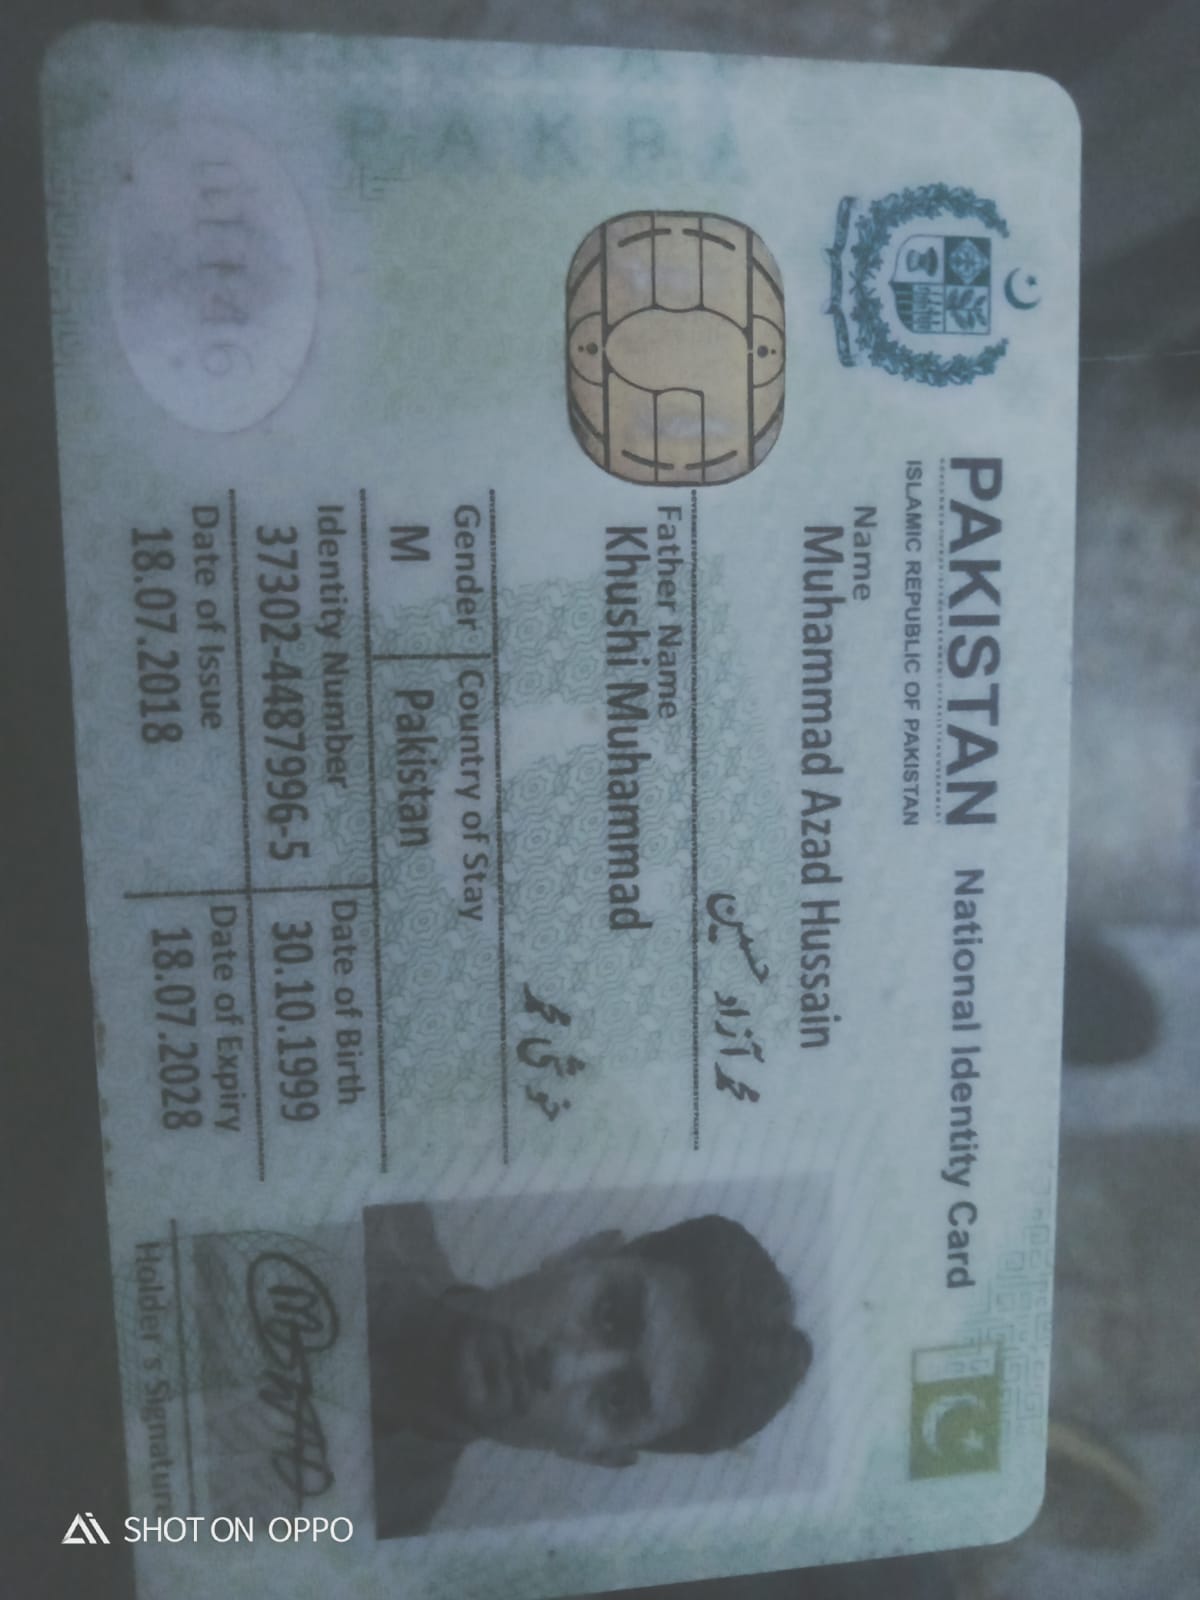 PAKISTAN National Identity Card
ISLAMIC REPUBLIC OF PAKISTAN
Name
Muhammad Azad Hussain
محمد آزاد حسین
Father Name
Khushi Muhammad
خوشی محمد
Gender Country of Stay
M Pakistan
Identity Number Date of Birth
37302-4487996-5 30.10.1999
Date of Issue Date of Expiry
18.07.2018 18.07.2028
Holder s Signature
SHOT ON OPPO